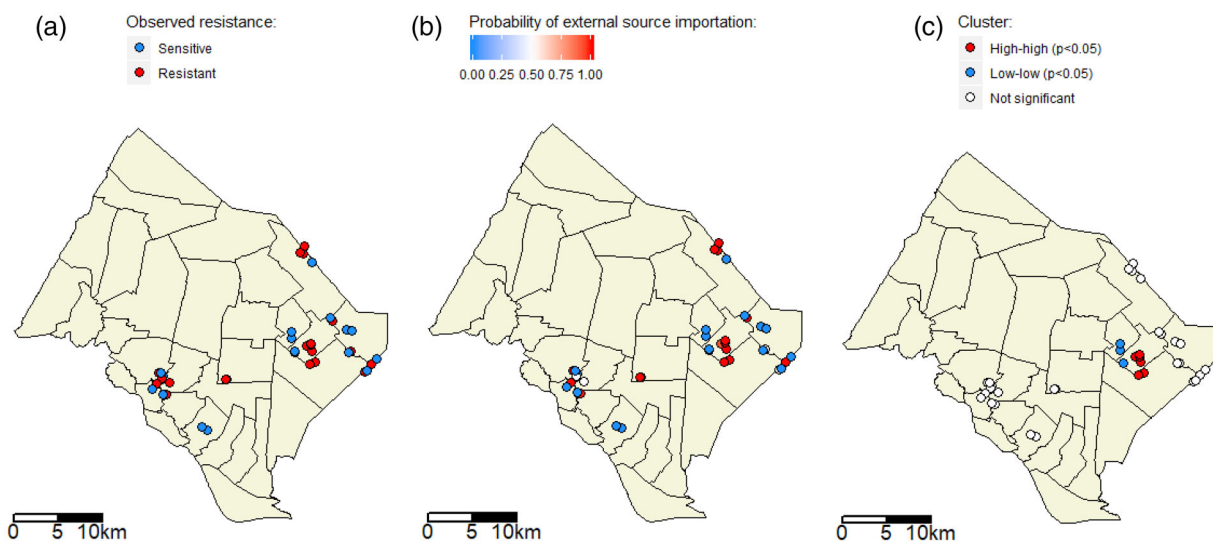 (a)
Observed resistance:
Sensitive
Resistant
0 5 10km
(b)
Probability of external source importation:
0.00 0.25 0.50 0.75 1.00
0 5 10km
(c)
Cluster:
High-high (p<0.05)
Low-low (p<0.05)
Not significant
0 5 10km